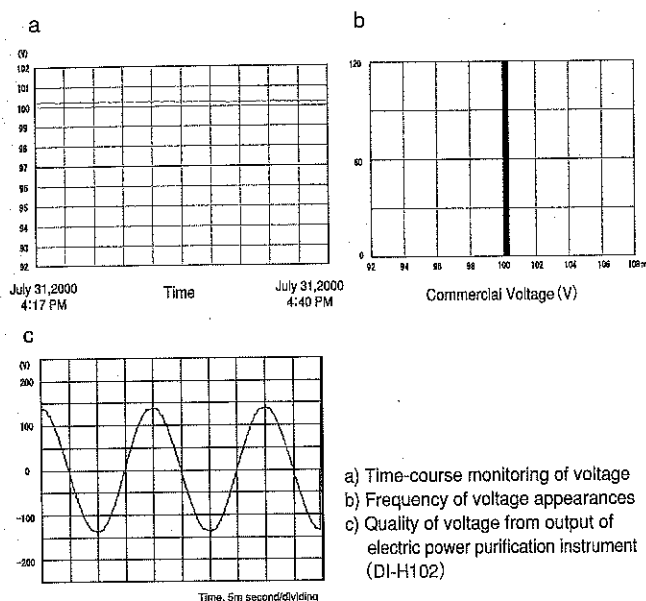 a
(V)
102
101
100
99
98
97
96
95
94
93
92
July 31,2000
4:17 PM
Time
July 31,2000
4:40 PM
b
120
60
0
92 94 96 98 100 102 104 106 108
Commercial Voltage (V)
c
(V)
200
100
0
-100
-200
Time, 5m second/dividing
a) Time-course monitoring of voltage
b) Frequency of voltage appearances
c) Quality of voltage from output of
electric power purification instrument
(DI-H102)